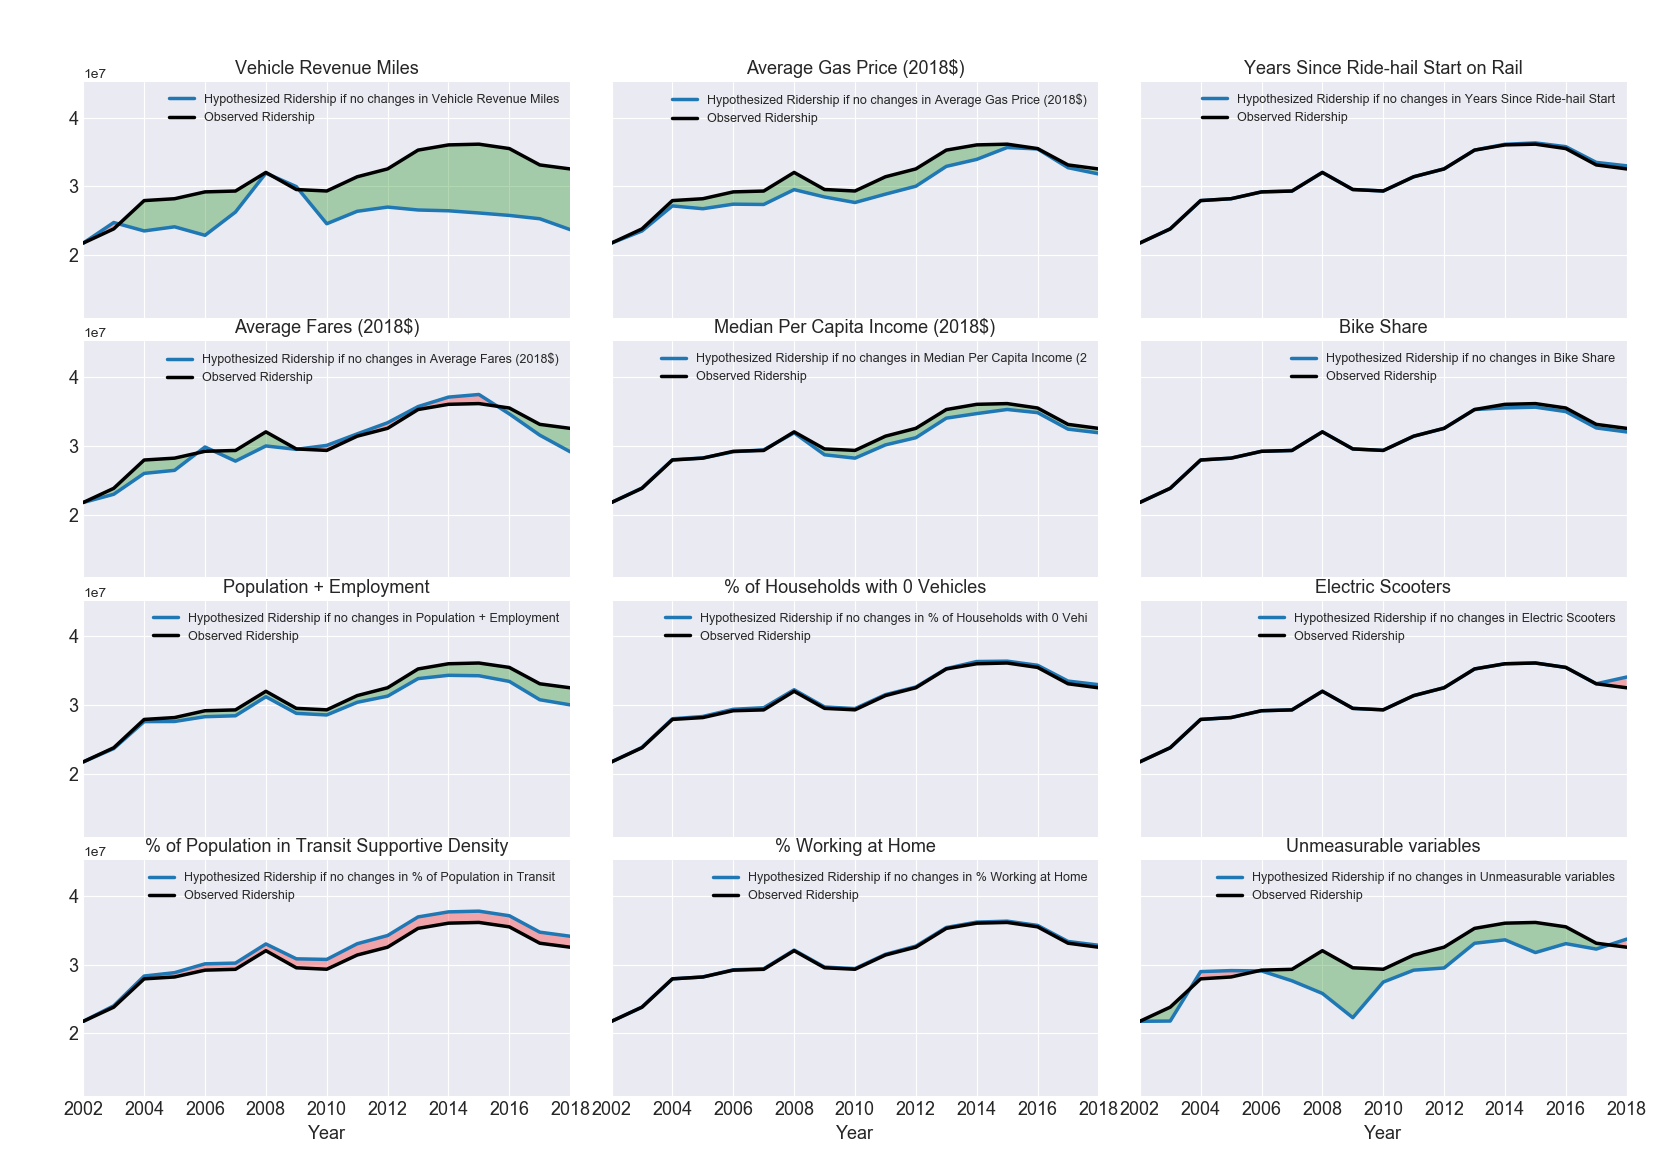 Vehicle Revenue Miles
1e7
Hypothesized Ridership if no changes in Vehicle Revenue Miles
Observed Ridership
4
3
2
Average Gas Price (2018$)
Hypothesized Ridership if no changes in Average Gas Price (2018$)
Observed Ridership
Years Since Ride-hail Start on Rail
Hypothesized Ridership if no changes in Years Since Ride-hail Start
Observed Ridership
Average Fares (2018$)
1e7
Hypothesized Ridership if no changes in Average Fares (2018$)
Observed Ridership
4
3
2
Median Per Capita Income (2018$)
Hypothesized Ridership if no changes in Median Per Capita Income (2
Observed Ridership
Bike Share
Hypothesized Ridership if no changes in Bike Share
Observed Ridership
Population + Employment
1e7
Hypothesized Ridership if no changes in Population + Employment
Observed Ridership
4
3
2
% of Households with 0 Vehicles
Hypothesized Ridership if no changes in % of Households with 0 Vehi
Observed Ridership
Electric Scooters
Hypothesized Ridership if no changes in Electric Scooters
Observed Ridership
% of Population in Transit Supportive Density
1e7
Hypothesized Ridership if no changes in % of Population in Transit
Observed Ridership
4
3
2
2002 2004 2006 2008 2010 2012 2014 2016 2018
Year
% Working at Home
Hypothesized Ridership if no changes in % Working at Home
Observed Ridership
2002 2004 2006 2008 2010 2012 2014 2016 2018
Year
Unmeasurable variables
Hypothesized Ridership if no changes in Unmeasurable variables
Observed Ridership
2002 2004 2006 2008 2010 2012 2014 2016 2018
Year